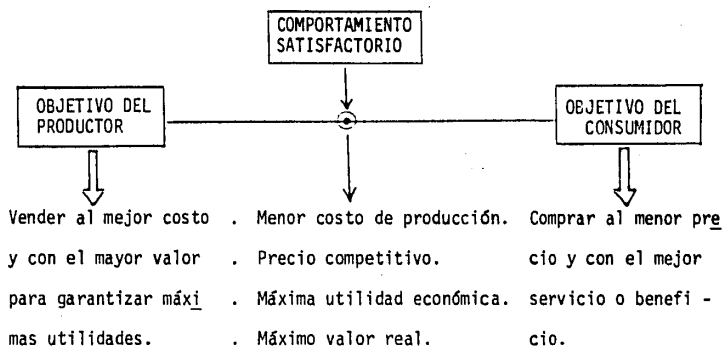 COMPORTAMIENTO
SATISFACTORIO
OBJETIVO DEL
PRODUCTOR
OBJETIVO DEL
CONSUMIDOR
Vender al mejor costo
y con el mayor valor
para garantizar máxi
mas utilidades.
. Menor costo de producción.
. Precio competitivo.
. Máxima utilidad económica.
. Máximo valor real.
Comprar al menor pre
cio y con el mejor
servicio o benefi -
cio.